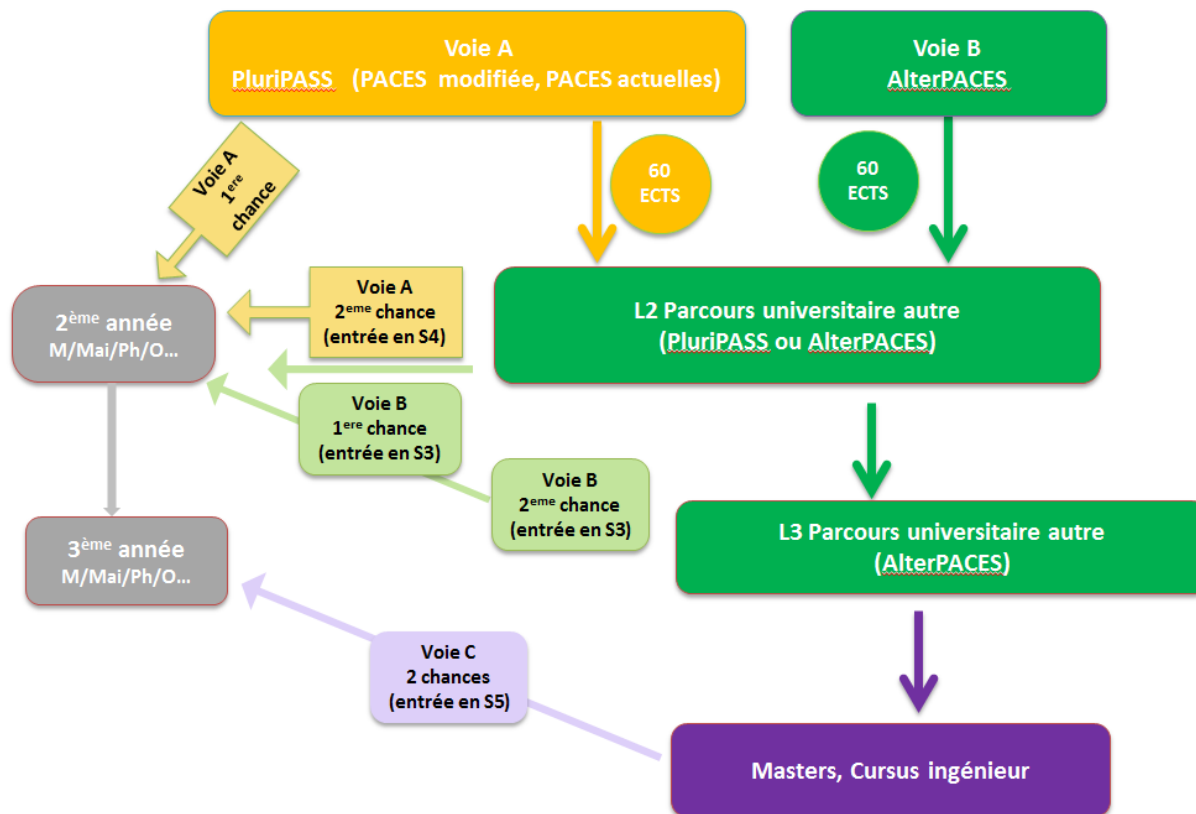 Voie A
PluriPASS (PACES modifiée, PACES actuelles)
Voie B
AlterPACES
60
ECTS
60
ECTS
Voie A
1ere
chance
Voie A
2eme chance
(entrée en S4)
2ème année
M/Mai/Ph/O...
L2 Parcours universitaire autre
(PluriPASS ou AlterPACES)
Voie B
1ere chance
(entrée en S3)
Voie B
2eme chance
(entrée en S3)
3ème année
M/Mai/Ph/O...
L3 Parcours universitaire autre
(AlterPACES)
Voie C
2 chances
(entrée en S5)
Masters, Cursus ingénieur